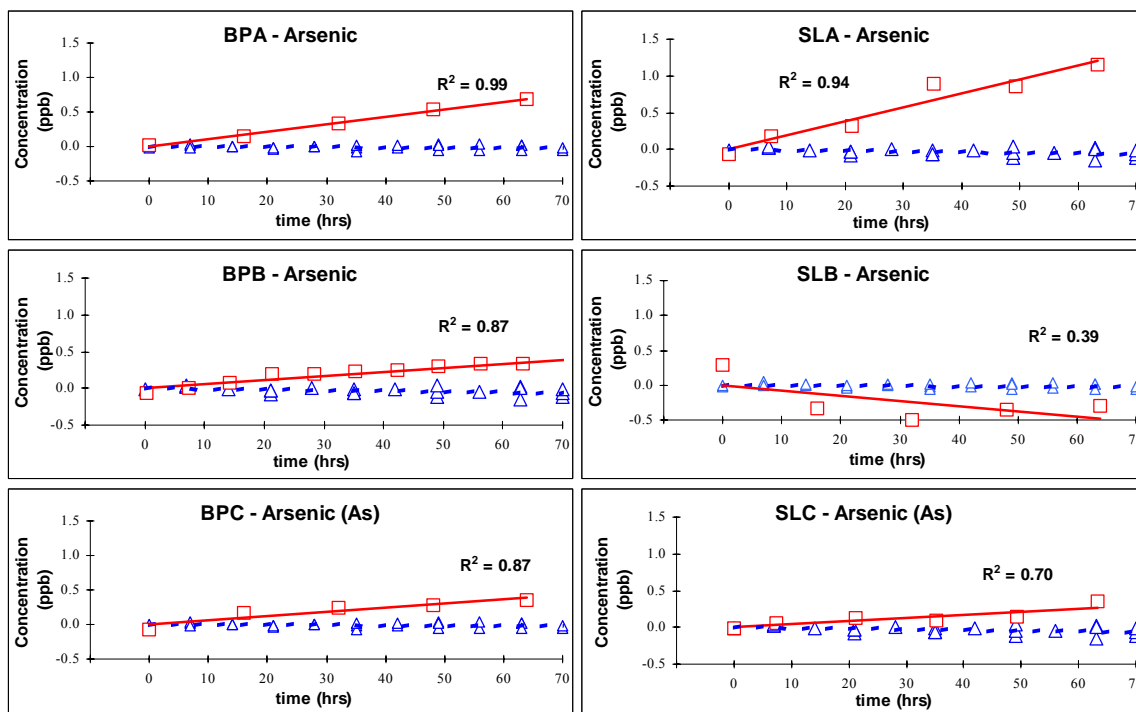 BPA - Arsenic
Concentration
(ppb)
1.5
1.0
0.5
0.0
-0.5
R² = 0.99
0 10 20 30 40 50 60 70
time (hrs)
SLA - Arsenic
Concentration
(ppb)
1.5
1.0
0.5
0.0
-0.5
R² = 0.94
0 10 20 30 40 50 60 70
time (hrs)
BPB - Arsenic
Concentration
(ppb)
1.5
1.0
0.5
0.0
-0.5
R² = 0.87
0 10 20 30 40 50 60 70
time (hrs)
SLB - Arsenic
Concentration
(ppb)
1.5
1.0
0.5
0.0
-0.5
R² = 0.39
0 10 20 30 40 50 60 70
time (hrs)
BPC - Arsenic (As)
Concentration
(ppb)
1.5
1.0
0.5
0.0
-0.5
R² = 0.87
0 10 20 30 40 50 60 70
time (hrs)
SLC - Arsenic (As)
Concentration
(ppb)
1.5
1.0
0.5
0.0
-0.5
R² = 0.70
0 10 20 30 40 50 60 70
time (hrs)